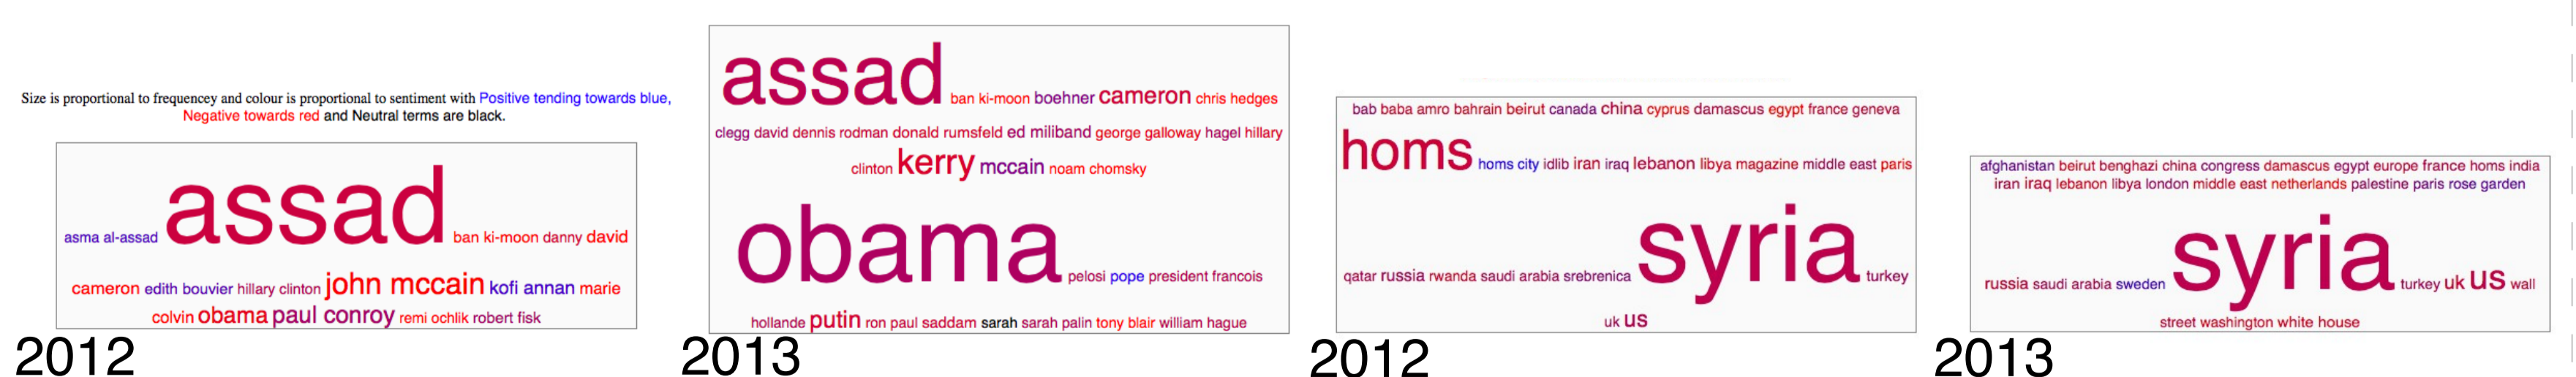 Size is proportional to frequencey and colour is proportional to sentiment with Positive tending towards blue,
Negative towards red and Neutral terms are black.
asma al-assad assad ban ki-moon danny david
cameron edith bouvier hillary clinton john mccain kofi annan marie
colvin obama paul conroy remi ochlik robert fisk
2012
assad ban ki-moon boehner cameron chris hedges
clegg david dennis rodman donald rumsfeld ed miliband george galloway hagel hillary
clinton kerry mccain noam chomsky
obama pelosi pope president francois
hollande putin ron paul saddam sarah sarah palin tony blair william hague
2013
bab baba amro bahrain beirut canada china cyprus damascus egypt france geneva
homs homs city idlib iran iraq lebanon libya magazine middle east paris
qatar russia rwanda saudi arabia srebrenica syria turkey
uk us
2012
afghanistan beirut benghazi china congress damascus egypt europe france homs india
iran iraq lebanon libya london middle east netherlands palestine paris rose garden
russia saudi arabia sweden syria turkey uk us wall
street washington white house
2013